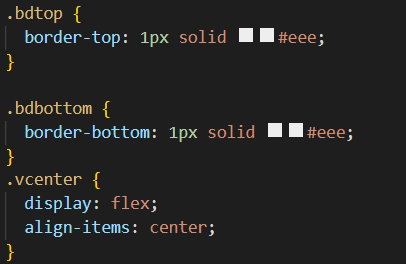 .bdtop {
  border-top: 1px solid #eee;
}

.bdbottom {
  border-bottom: 1px solid #eee;
}
.vcenter {
  display: flex;
  align-items: center;
}